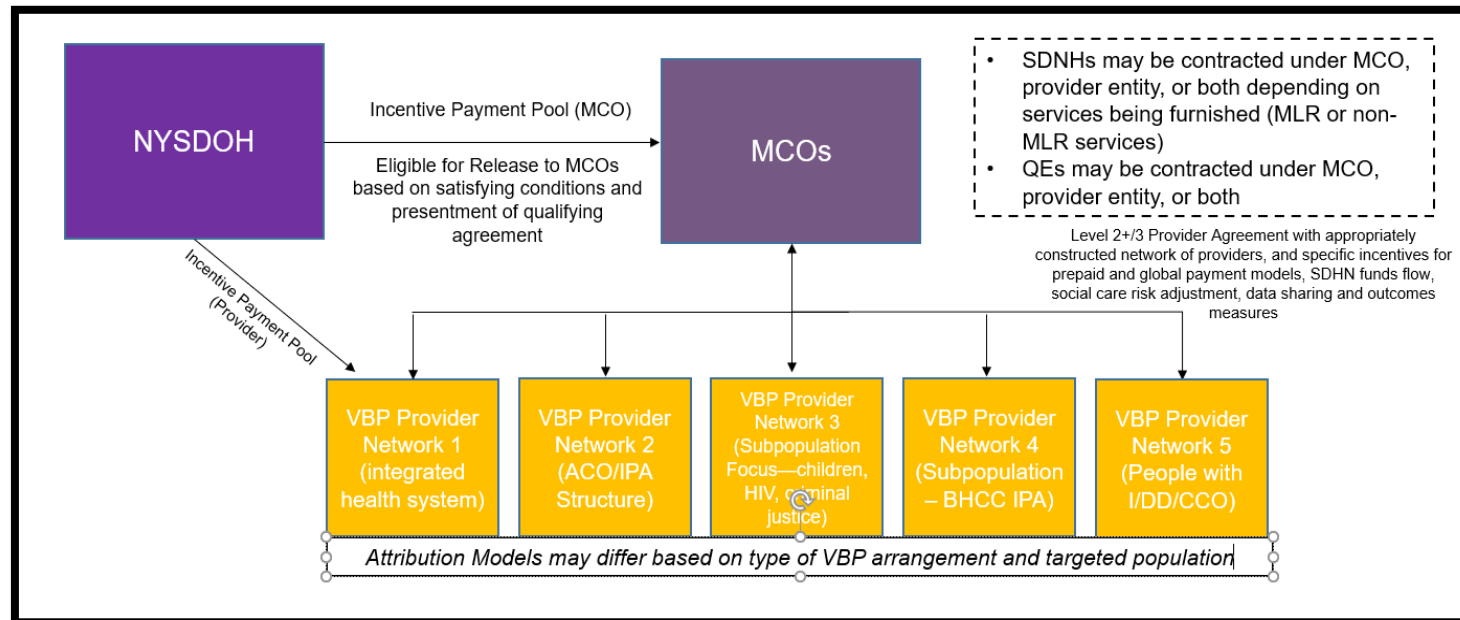 NYSDOH
Incentive Payment Pool (MCO)
Eligible for Release to MCOs
based on satisfying conditions and
presentment of qualifying
agreement
MCOs
• SDNHs may be contracted under MCO,
provider entity, or both depending on
services being furnished (MLR or non-
MLR services)
• QEs may be contracted under MCO,
provider entity, or both
Level 2+/3 Provider Agreement with appropriately
constructed network of providers, and specific incentives for
prepaid and global payment models, SDHN funds flow,
social care risk adjustment, data sharing and outcomes
measures
Incentive Payment Pool
(Provider)
VBP Provider
Network 1
(integrated
health system)
VBP Provider
Network 2
(ACO/IPA
Structure)
VBP Provider
Network 3
(Subpopulation
Focus—children,
HIV, criminal
justice)
VBP Provider
Network 4
(Subpopulation
– BHCC IPA)
VBP Provider
Network 5
(People with
I/DD/CCO)
Attribution Models may differ based on type of VBP arrangement and targeted population